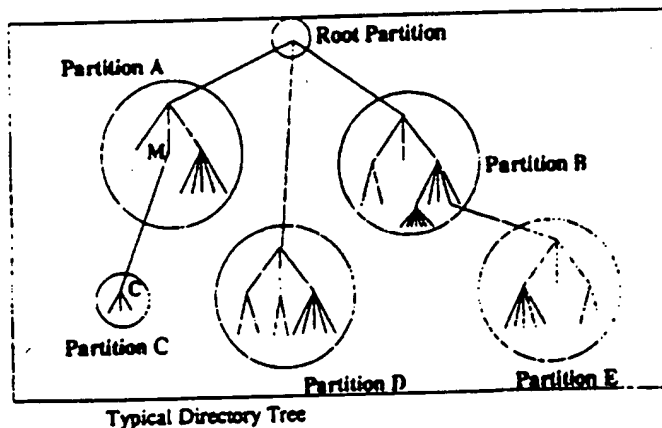 Root Partition
Partition A
M
Partition B
C
Partition C
Partition D
Partition E
Typical Directory Tree